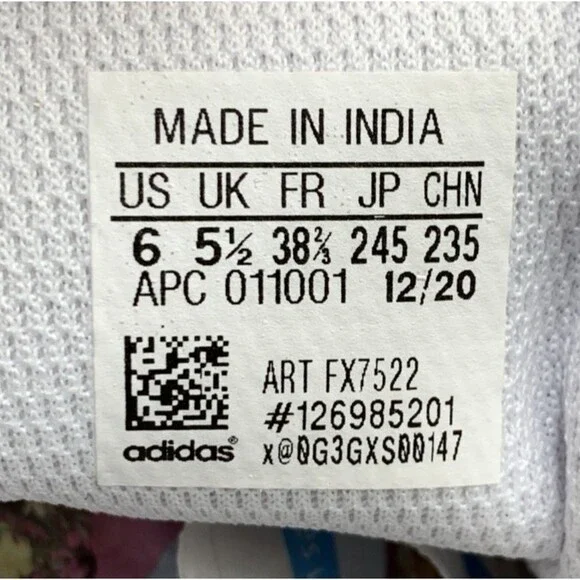 MADE IN INDIA
US UK FR JP CHN
6 5½ 38⅔ 245 235
APC 011001 12/20
ART FX7522
#126985201
adidas® x@0G3GXS00147